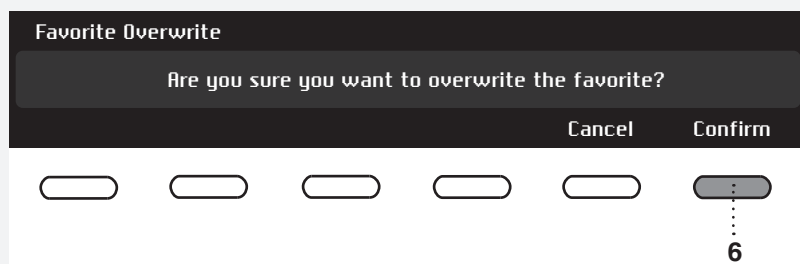 Favorite Overwrite
Are you sure you want to overwrite the favorite?
Cancel Confirm
6